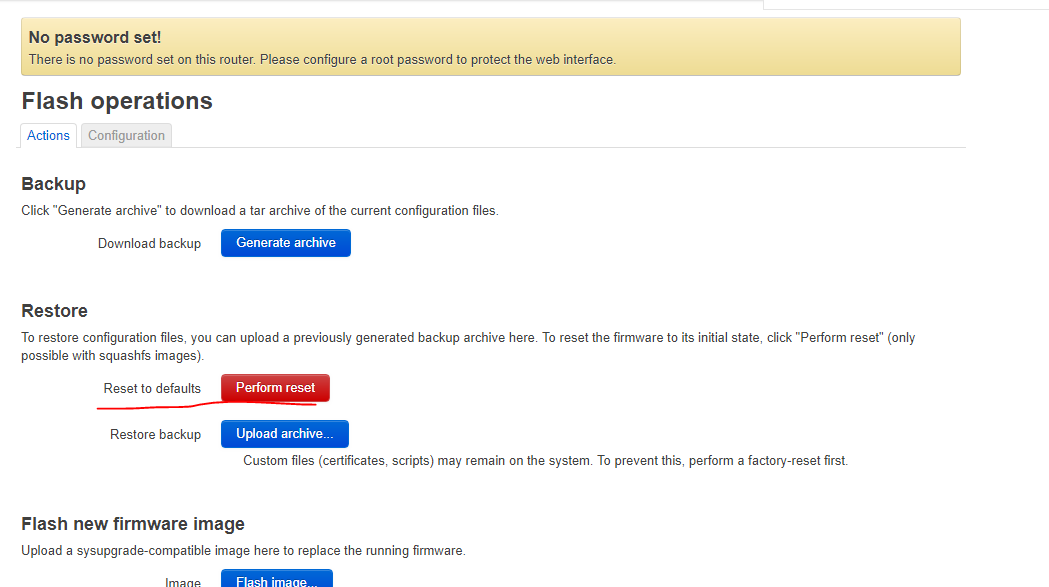 No password set!
There is no password set on this router. Please configure a root password to protect the web interface.
Flash operations
Actions Configuration
Backup
Click "Generate archive" to download a tar archive of the current configuration files.
Download backup Generate archive
Restore
To restore configuration files, you can upload a previously generated backup archive here. To reset the firmware to its initial state, click "Perform reset" (only
possible with squashfs images).
Reset to defaults Perform reset
Restore backup Upload archive...
Custom files (certificates, scripts) may remain on the system. To prevent this, perform a factory-reset first.
Flash new firmware image
Upload a sysupgrade-compatible image here to replace the running firmware.
Image Flash image...